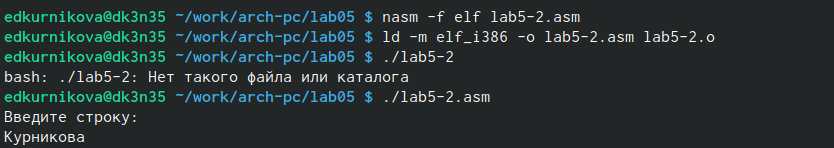 edkurnikova@dk3n35 ~/work/arch-pc/lab05 $ nasm -f elf lab5-2.asm
edkurnikova@dk3n35 ~/work/arch-pc/lab05 $ ld -m elf_i386 -o lab5-2.asm lab5-2.o
edkurnikova@dk3n35 ~/work/arch-pc/lab05 $ ./lab5-2
bash: ./lab5-2: Нет такого файла или каталога
edkurnikova@dk3n35 ~/work/arch-pc/lab05 $ ./lab5-2.asm
Введите строку:
Курникова